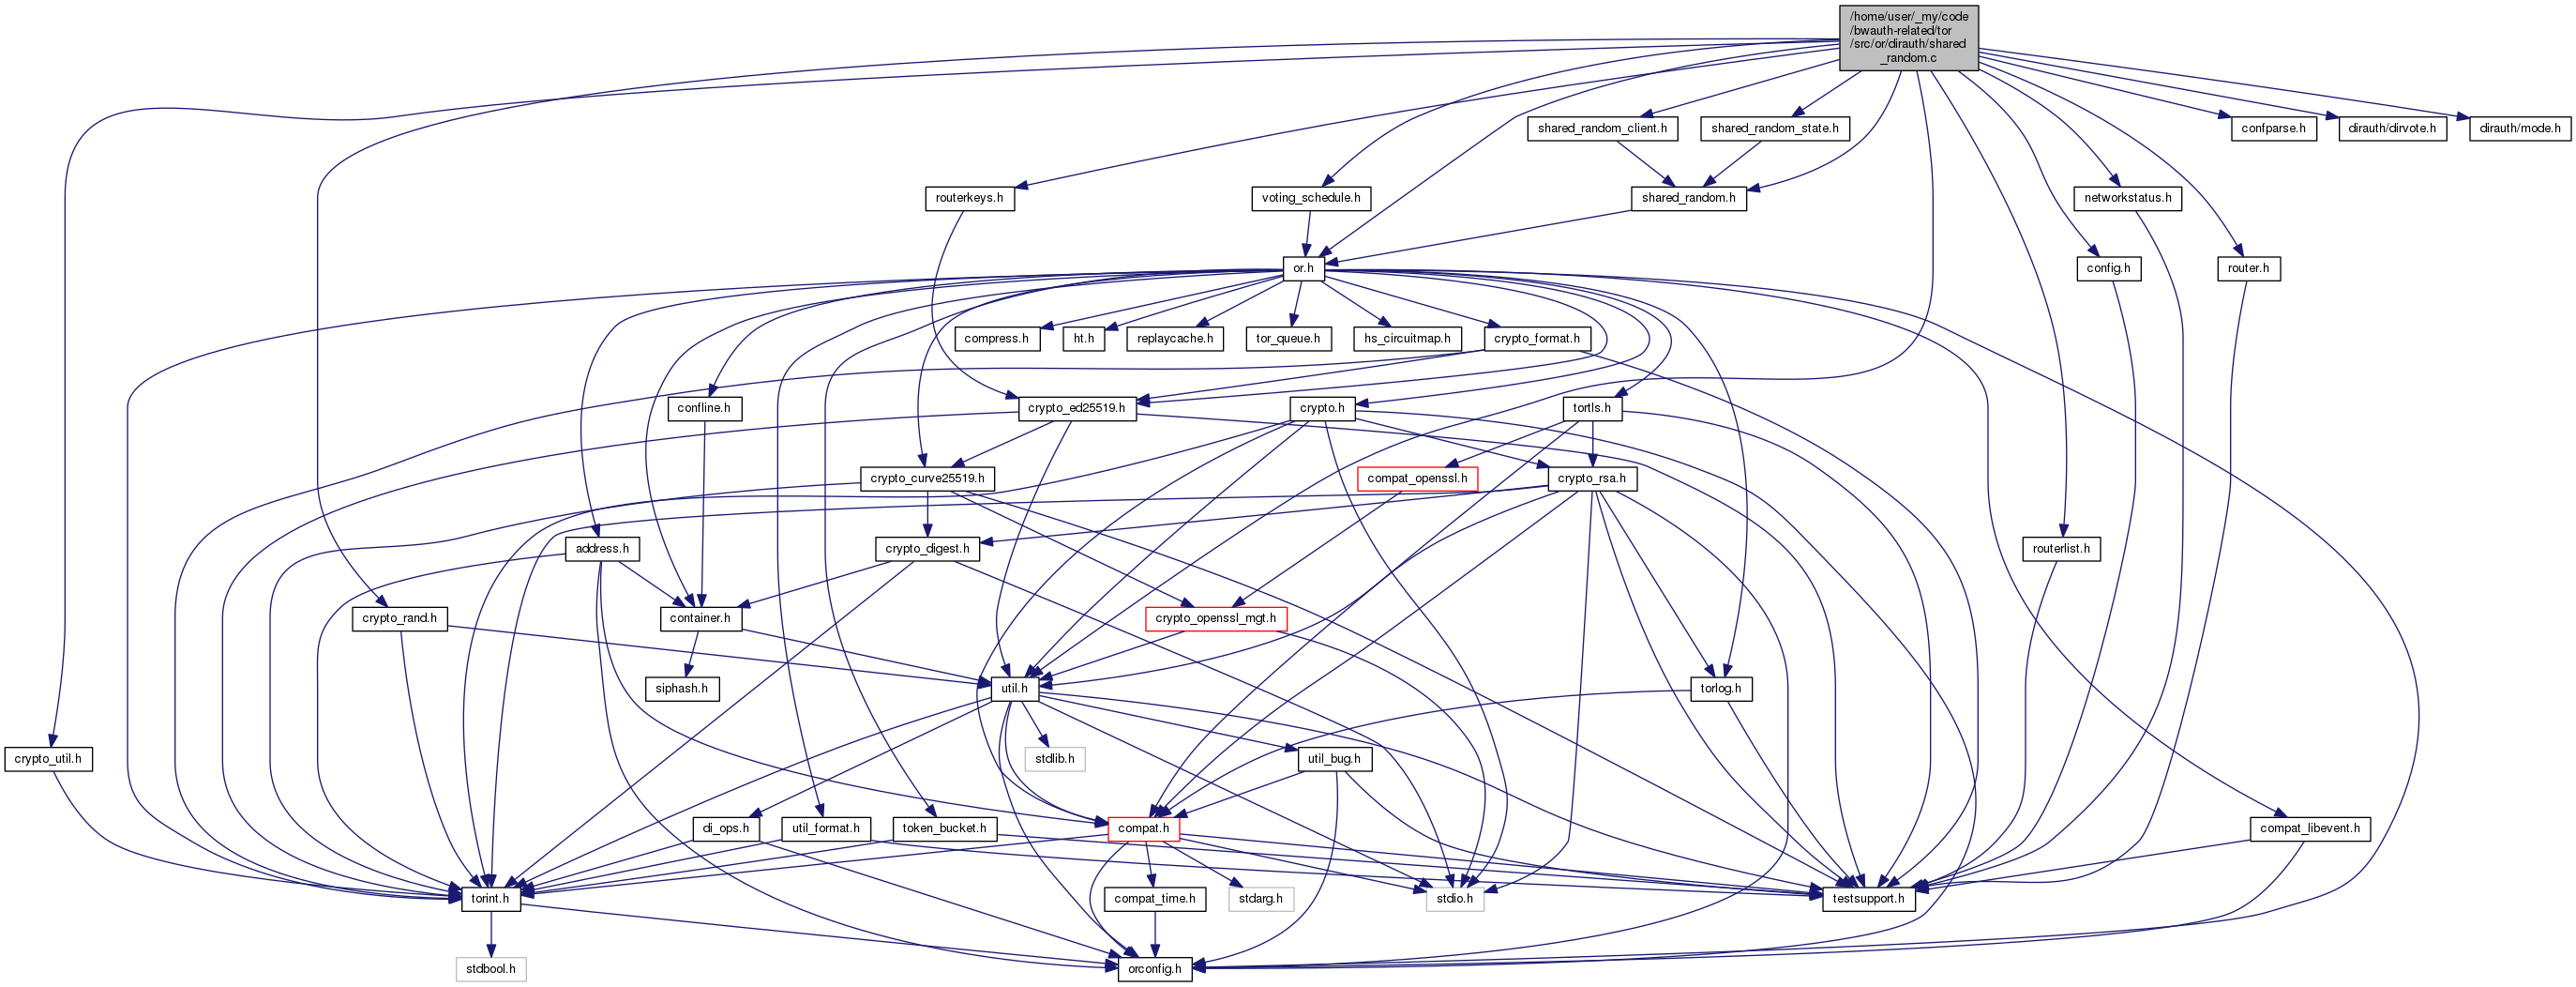 /home/user/_my/code
/bwauth-related/tor
/src/or/dirauth/shared
_random.c
shared_random_client.h
shared_random_state.h
confparse.h
dirauth/dirvote.h
dirauth/mode.h
routerkeys.h
voting_schedule.h
shared_random.h
networkstatus.h
or.h
config.h
router.h
compress.h
ht.h
replaycache.h
tor_queue.h
hs_circuitmap.h
crypto_format.h
confline.h
crypto_ed25519.h
crypto.h
tortls.h
crypto_curve25519.h
compat_openssl.h
crypto_rsa.h
address.h
crypto_digest.h
routerlist.h
crypto_rand.h
container.h
crypto_openssl_mgt.h
siphash.h
util.h
torlog.h
crypto_util.h
stdlib.h
util_bug.h
di_ops.h
util_format.h
token_bucket.h
compat.h
compat_libevent.h
torint.h
compat_time.h
stdarg.h
stdio.h
testsupport.h
stdbool.h
orconfig.h